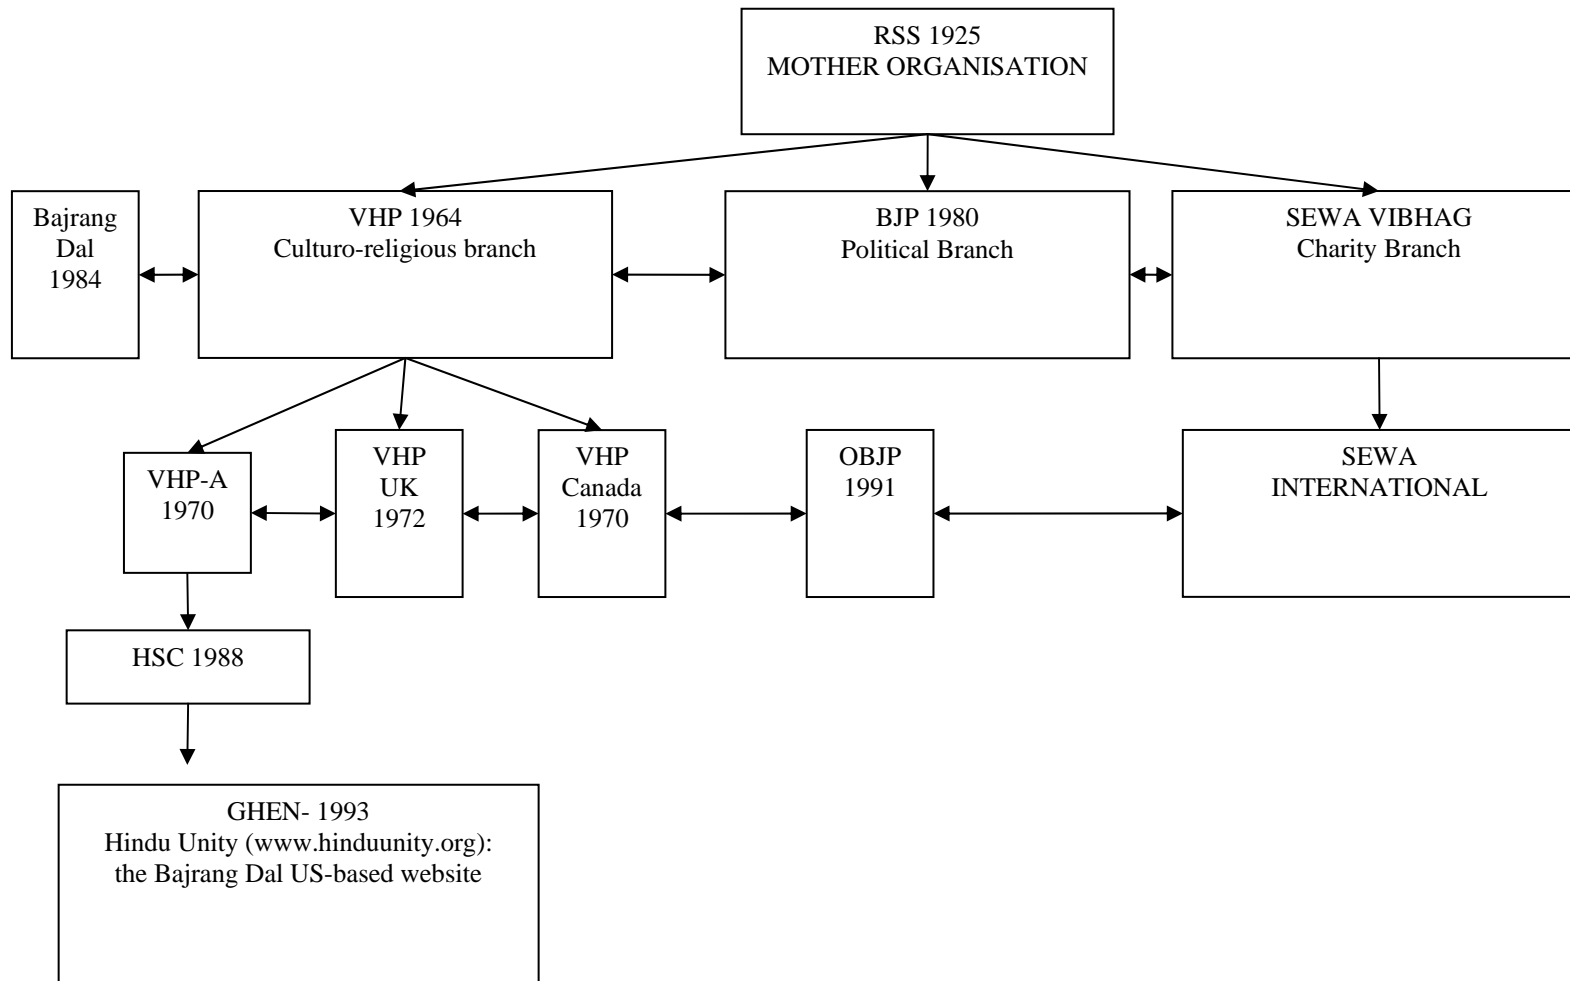 RSS 1925
MOTHER ORGANISATION
Bajrang
Dal
1984
VHP 1964
Culturo-religious branch
BJP 1980
Political Branch
SEWA VIBHAG
Charity Branch
VHP-A
1970
VHP
UK
1972
VHP
Canada
1970
OBJP
1991
SEWA
INTERNATIONAL
HSC 1988
GHEN- 1993
Hindu Unity (www.hinduunity.org):
the Bajrang Dal US-based website